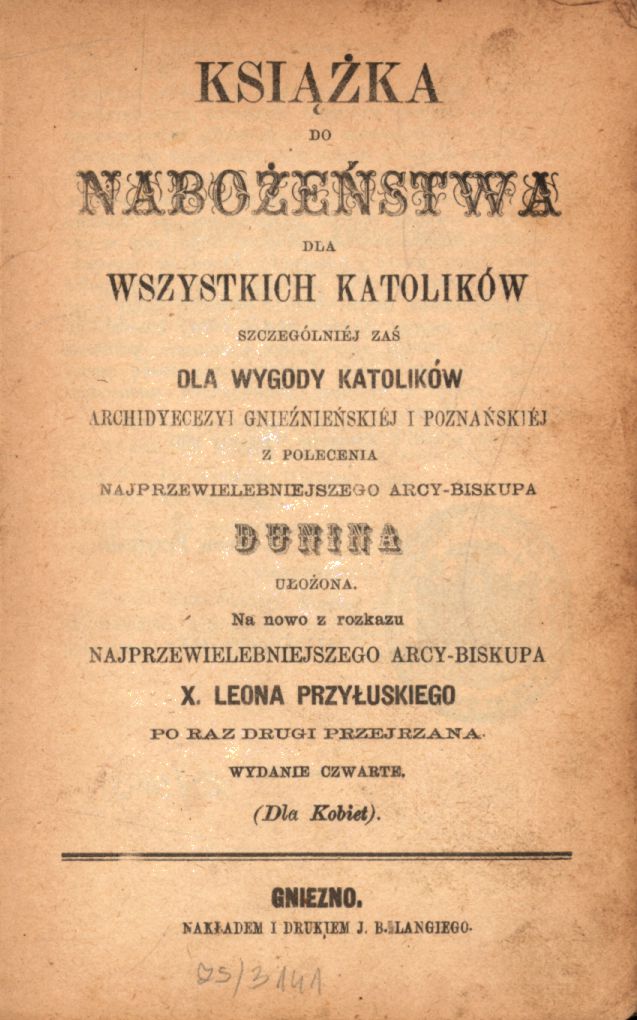 KSIĄŻKA
DO
NABOŻEŃSTWA
DLA
WSZYSTKICH KATOLIKÓW
SZCZEGÓLNIÉJ ZAŚ
DLA WYGODY KATOLIKÓW
ARCHIDYECEZYI GNIEŹNIEŃSKIÉJ I POZNAŃSKIÉJ
Z POLECENIA
NAJPRZEWIELEBNIEJSZEGO ARCY-BISKUPA
DUNINA
UŁOŻONA.
Na nowo z rozkazu
NAJPRZEWIELEBNIEJSZEGO ARCY-BISKUPA
X. LEONA PRZYŁUSKIEGO
PO RAZ DRUGI PRZEJRZANA.
WYDANIE CZWARTE.
(Dla Kobiet).
GNIEZNO.
NAKŁADEM I DRUKIEM J. B. LANGIEGO.
75/3141